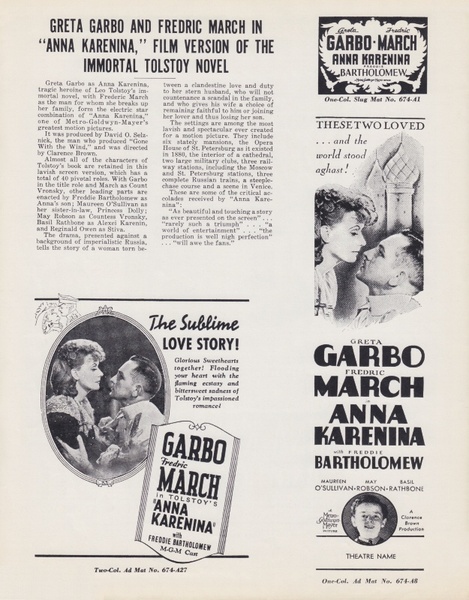 GRETA GARBO AND FREDRIC MARCH IN
"ANNA KARENINA," FILM VERSION OF THE
IMMORTAL TOLSTOY NOVEL
Greta Garbo as Anna Karenina,
tragic heroine of Leo Tolstoy's im-
mortal novel, with Frederic March
as the man for whom she breaks up
her family, form the electric star
combination of "Anna Karenina,"
one of Metro-Goldwyn-Mayer's
greatest motion pictures.
It was produced by David O. Selz-
nick, the man who produced "Gone
With the Wind," and was directed
by Clarence Brown.
Almost all of the characters of
Tolstoy's book are retained in this
lavish screen version, which has a
total of 40 pivotal roles. With Garbo
in the title role and March as Count
Vronsky, other leading parts are
enacted by Freddie Bartholomew as
Anna's son; Maureen O'Sullivan as
her sister-in-law, Princess Dolly;
May Robson as Countess Vronsky,
Basil Rathbone as Alexei Karenin,
and Reginald Owen as Stiva.
The drama, presented against a
background of imperialistic Russia,
tells the story of a woman torn be-
tween a clandestine love and duty
to her stern husband, who will not
countenance a scandal in the family,
and who gives his wife a choice of
remaining faithful to him or joining
her lover and thus losing her son.
The settings are among the most
lavish and spectacular ever created
for a motion picture. They include
six stately mansions, the Opera
House of St. Petersburg as it existed
in 1880, the interior of a cathedral,
two large military clubs, three rail-
way stations, including the Moscow
and St. Petersburg stations, three
complete Russian trains, a steeple-
chase course and a scene in Venice.
These are some of the critical ac-
colades received by "Anna Kare-
nina":
"As beautiful and touching a story
as ever presented on the screen" . . .
"rarely such a triumph" . . . "a
world of entertainment" . . . "the
production is well nigh perfection"
. . . "will awe the fans."
Greta Fredric
GARBO · MARCH
ANNA KARENINA
FREDDIE
BARTHOLOMEW
One-Col. Slug Mat No. 674-A1
THESE TWO LOVED
. . . and the
world stood
aghast!
GRETA
GARBO
FREDRIC
MARCH
in
ANNA
KARENINA
with FREDDIE
BARTHOLOMEW
MAUREEN MAY BASIL
O'SULLIVAN-ROBSON-RATHBONE
A
Metro-
Goldwyn
Mayer
A
Clarence
Brown
Production
THEATRE NAME
One-Col. Ad Mat No. 674-A8
The Sublime
LOVE STORY!
Glorious Sweethearts
together! Flooding
your heart with the
flaming ecstasy and
bittersweet sadness of
Tolstoy's impassioned
romance!
GARBO
Fredric
MARCH
in TOLSTOY'S
"ANNA
KARENINA"
with
FREDDIE BARTHOLOMEW
M-G-M Cast
Two-Col. Ad Mat No. 674-A27